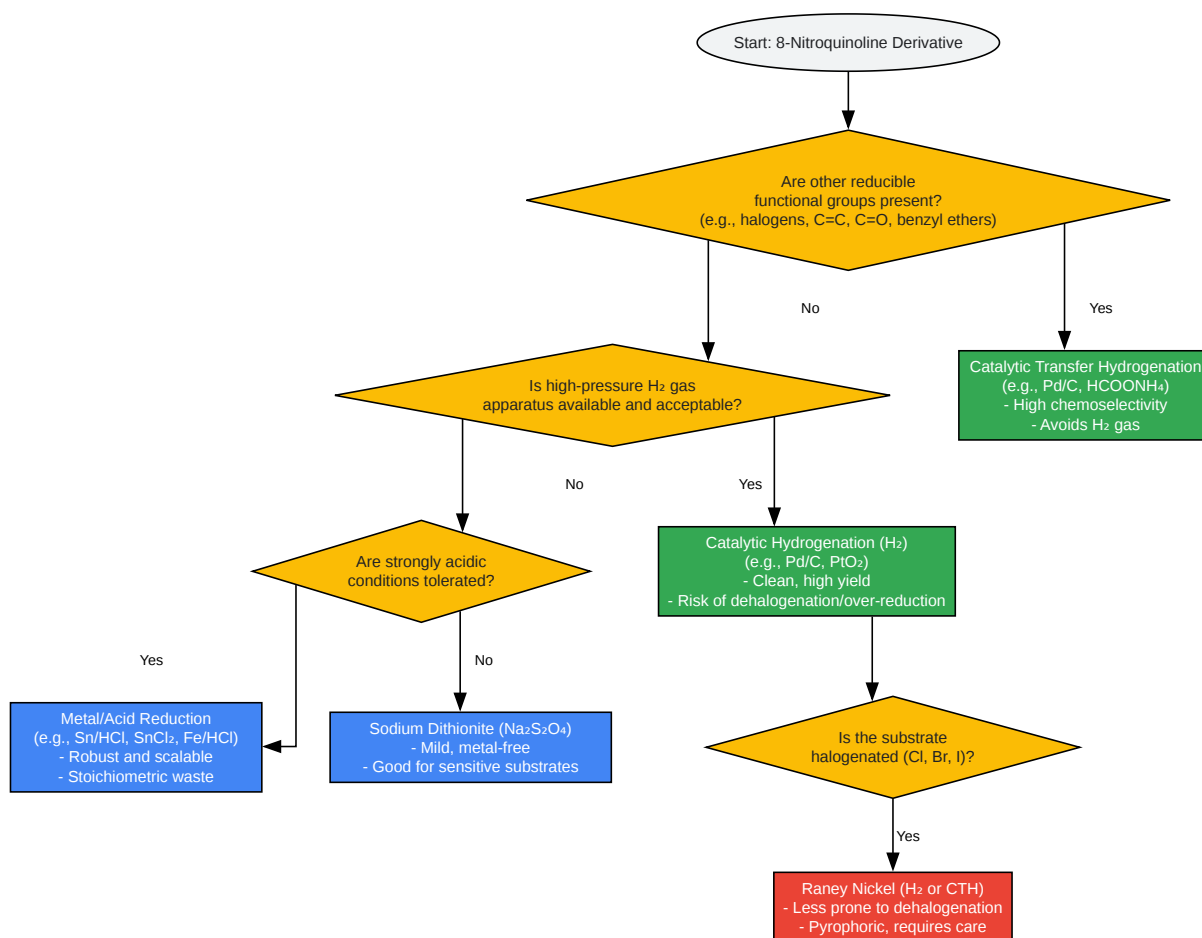 Start: 8-Nitroquinoline Derivative
Are other reducible
functional groups present?
(e.g., halogens, C=C, C=O, benzyl ethers)
No
Yes
Is high-pressure H₂ gas
apparatus available and acceptable?
Catalytic Transfer Hydrogenation
(e.g., Pd/C, HCOONH₄)
- High chemoselectivity
- Avoids H₂ gas
No
Yes
Are strongly acidic
conditions tolerated?
Catalytic Hydrogenation (H₂)
(e.g., Pd/C, PtO₂)
- Clean, high yield
- Risk of dehalogenation/over-reduction
Yes
No
Metal/Acid Reduction
(e.g., Sn/HCl, SnCl₂, Fe/HCl)
- Robust and scalable
- Stoichiometric waste
Sodium Dithionite (Na₂S₂O₄)
- Mild, metal-free
- Good for sensitive substrates
Is the substrate
halogenated (Cl, Br, I)?
Yes
Raney Nickel (H₂ or CTH)
- Less prone to dehalogenation
- Pyrophoric, requires care